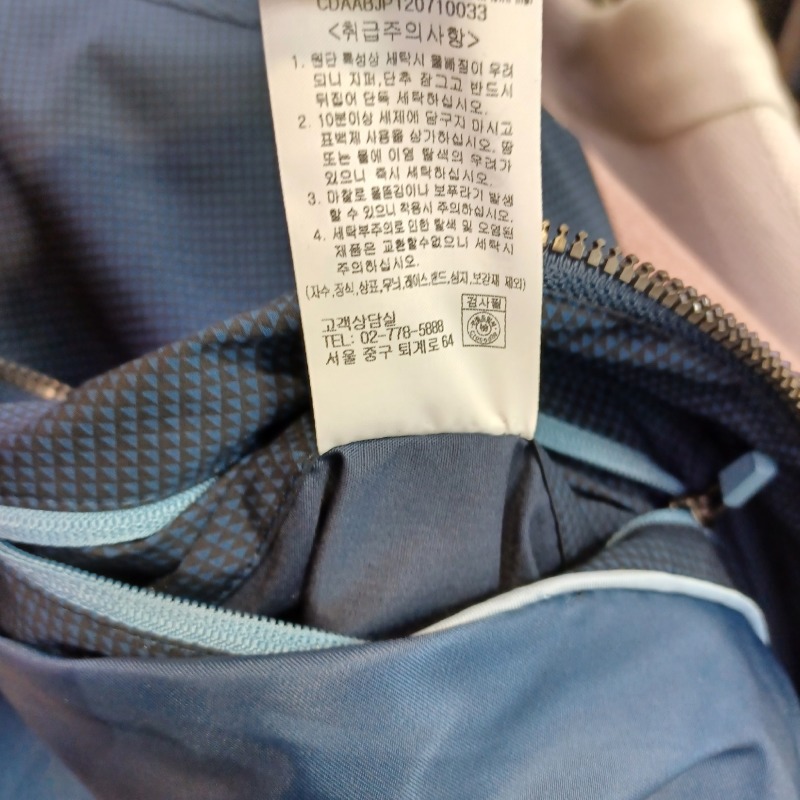 CDAABJP120710033
<취급주의사항>
1. 원단 특성상 세탁시 물빠짐이 우려
되니 지퍼,단추 잠그고 반드시
뒤집어 단독 세탁하십시오.
2. 10분이상 세제에 담구지 마시고
표백제 사용을 삼가하십시오. 땀
또는 물에 이염 탈색의 우려가
있으니 즉시 세탁하십시오.
3. 마찰로 올뜯김이나 보푸라기 발생
할 수 있으니 착용시 주의하십시오.
4. 세탁부주의로 인한 탈색 및 오염된
제품은 교환할수없으니 세탁시
주의하십시오.
(자수,장식,상표,무늬,레이스,밴드,심지,보강재 제외)
검사필
고객상담실
TEL: 02-778-5888
서울 중구 퇴계로 64